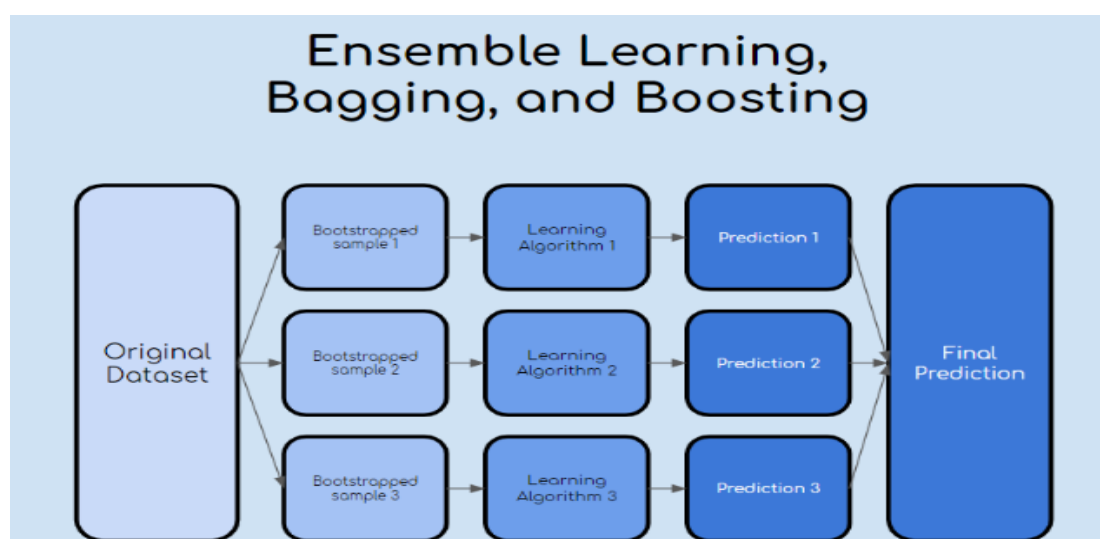 Ensemble Learning,
Bagging, and Boosting
Original
Dataset
Bootstrapped
sample 1
Learning
Algorithm 1
Prediction 1
Bootstrapped
sample 2
Learning
Algorithm 2
Prediction 2
Bootstrapped
sample 3
Learning
Algorithm 3
Prediction 3
Final
Prediction